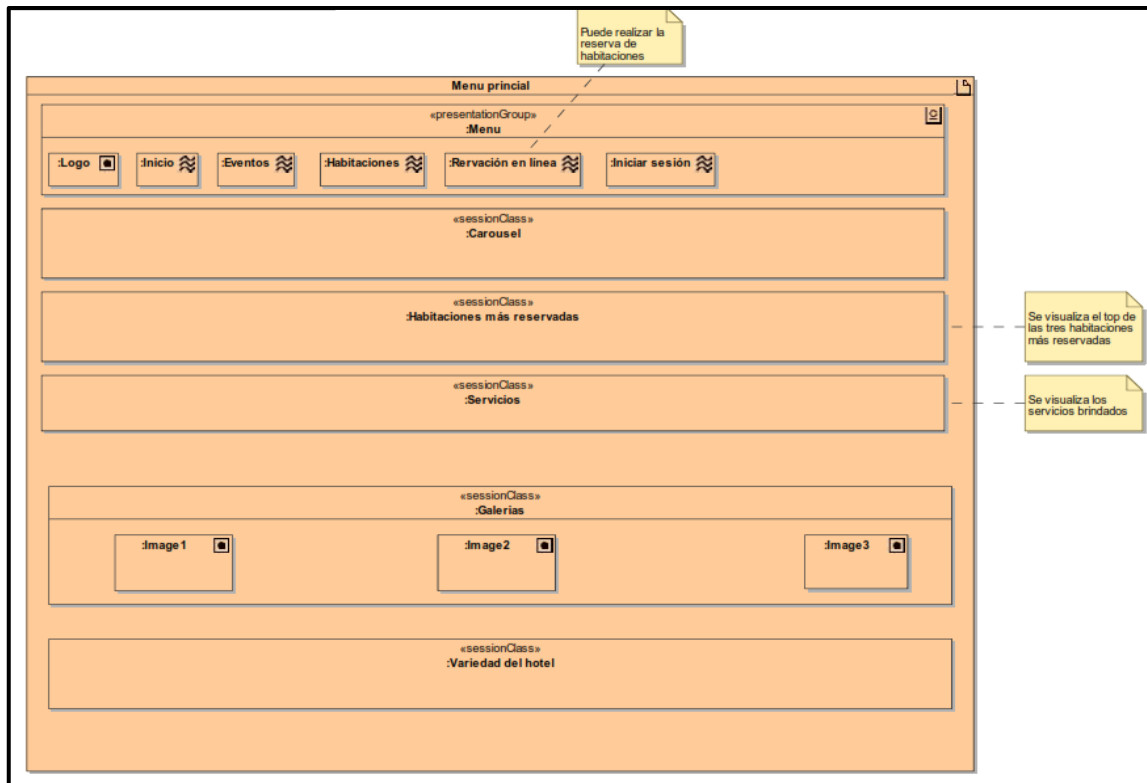 Puede realizar la
reserva de
habitaciones
Menu princial
«presentationGroup»
:Menu
:Logo
:Inicio
:Eventos
:Habitaciones
:Rervación en línea
:Iniciar sesión
«sessionClass»
:Carousel
«sessionClass»
:Habitaciones más reservadas
Se visualiza el top de
las tres habitaciones
más reservadas
«sessionClass»
:Servicios
Se visualiza los
servicios brindados
«sessionClass»
:Galerias
:Image1
:Image2
:Image3
«sessionClass»
:Variedad del hotel